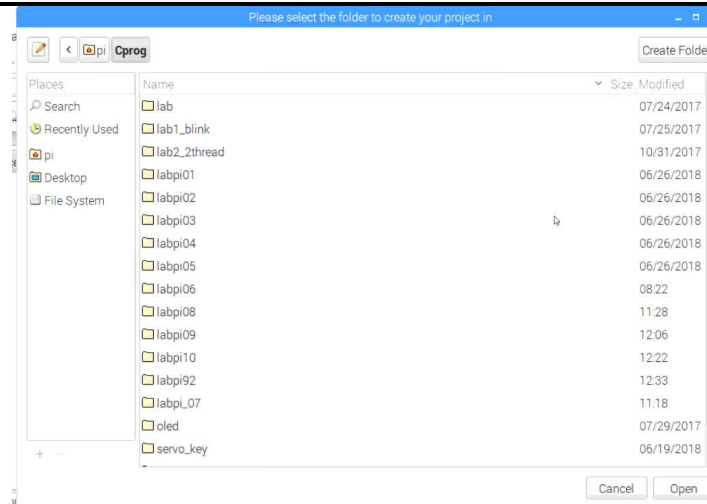 Please select the folder to create your project in
pi Cprog Create Folde
Places Name Size Modified
Search lab 07/24/2017
Recently Used lab1_blink 07/25/2017
pi lab2_2thread 10/31/2017
Desktop labpi01 06/26/2018
File System labpi02 06/26/2018
labpi03 06/26/2018
labpi04 06/26/2018
labpi05 06/26/2018
labpi06 08:22
labpi08 11:28
labpi09 12:06
labpi10 12:22
labpi92 12:33
labpi_07 11:18
oled 07/29/2017
servo_key 06/19/2018
Cancel Open